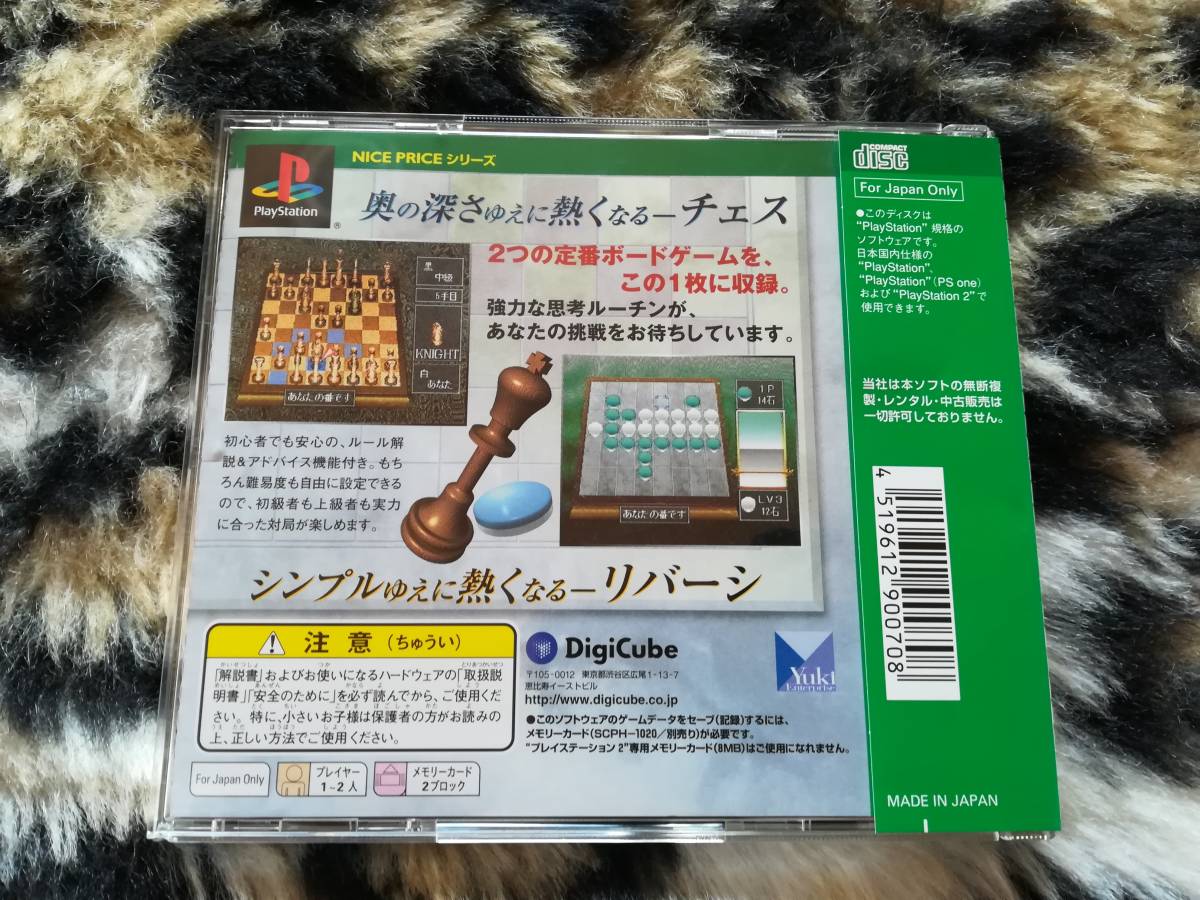 PlayStation
®
NICE PRICE シリーズ
奥の深さゆえに熱くなる―チェス
2つの定番ボードゲームを、
この1枚に収録。
強力な思考ルーチンが、
あなたの挑戦をお待ちしています。
黒
中級
5手目
KNIGHT
白
あなた
あなたの番です
1P
14石
LV3
12石
あなたの番です
初心者でも安心の、ルール解
説&アドバイス機能付き。もち
ろん難易度も自由に設定できる
ので、初級者も上級者も実力
に合った対局が楽しめます。
シンプルゆえに熱くなる―リバーシ
注意（ちゅうい）
「解説書」およびお使いになるハードウェアの「取扱説
明書」「安全のために」を必ず読んでから、ご使用くだ
さい。特に、小さいお子様は保護者の方がお読みの
上、正しい方法でご使用ください。
For Japan Only
プレイヤー
1~2人
メモリーカード
2ブロック
DigiCube
〒105-0012 東京都渋谷区広尾1-13-7
恵比寿イーストビル
http://www.digicube.co.jp
Yuki
Enterprise
●このソフトウェアのゲームデータをセーブ（記録）するには、
メモリーカード（SCPH-1020／別売り）が必要です。
“プレイステーション 2”専用メモリーカード（8MB）はご使用になれません。
COMPACT
disc
For Japan Only
●このディスクは
“PlayStation” 規格の
ソフトウェアです。
日本国内仕様の
“PlayStation”、
“PlayStation”（PS one）
および“PlayStation 2”で
使用できます。
当社は本ソフトの無断複
製・レンタル・中古販売は
一切許可しておりません。
4 519612 900708
MADE IN JAPAN